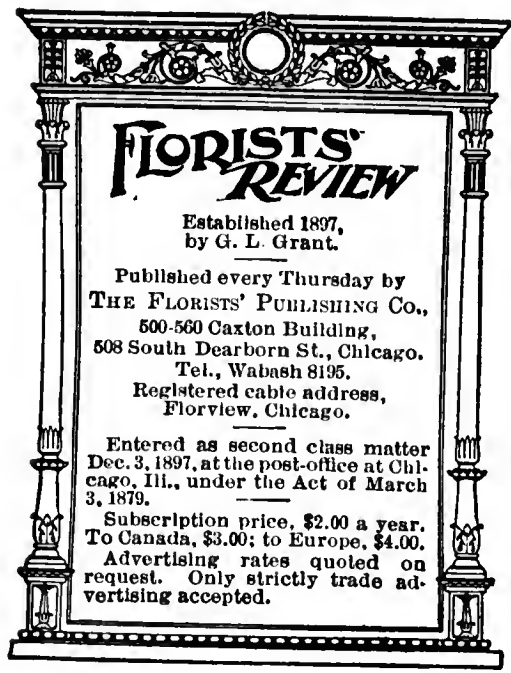 FLORISTS'
REVIEW
Established 1897,
by G. L. Grant.
Published every Thursday by
THE FLORISTS' PUBLISHING CO.,
500-560 Caxton Building,
508 South Dearborn St., Chicago.
Tel., Wabash 8195.
Registered cable address,
Florview, Chicago.
Entered as second class matter
Dec. 3, 1897, at the post-office at Chi-
cago, Ill., under the Act of March
3, 1879.
Subscription price, $2.00 a year.
To Canada, $3.00; to Europe, $4.00.
Advertising rates quoted on
request. Only strictly trade ad-
vertising accepted.